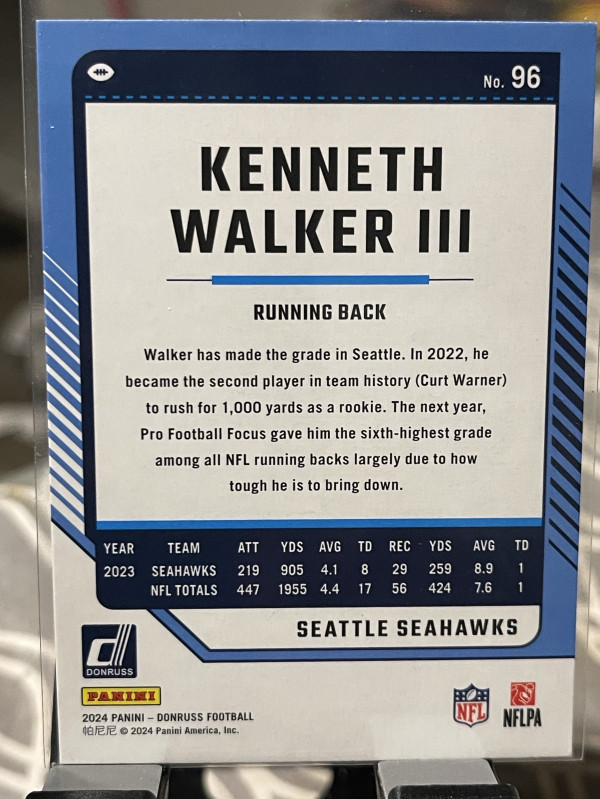 No. 96
KENNETH
WALKER III
RUNNING BACK
Walker has made the grade in Seattle. In 2022, he
became the second player in team history (Curt Warner)
to rush for 1,000 yards as a rookie. The next year,
Pro Football Focus gave him the sixth-highest grade
among all NFL running backs largely due to how
tough he is to bring down.
YEAR TEAM ATT YDS AVG TD REC YDS AVG TD
2023 SEAHAWKS 219 905 4.1 8 29 259 8.9 1
NFL TOTALS 447 1955 4.4 17 56 424 7.6 1
SEATTLE SEAHAWKS
d
DONRUSS
PANINI
2024 PANINI – DONRUSS FOOTBALL
帕尼尼 © 2024 Panini America, Inc.
NFL
NFLPA